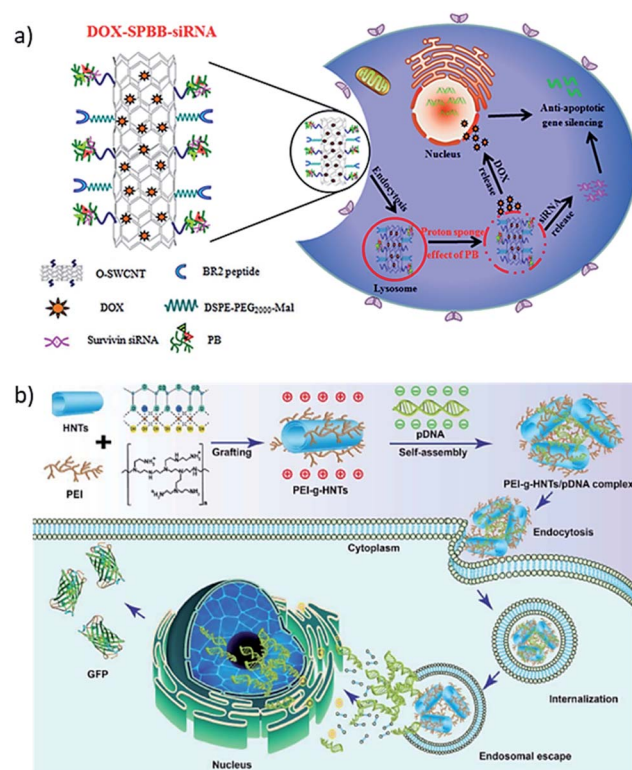 a)
DOX-SPBB-siRNA
Nucleus
Anti-apoptotic
gene silencing
DOX
release
siRNA
release
Endocytosis
Proton sponge
effect of PB
Lysosome
O-SWCNT
BR2 peptide
DOX
DSPE-PEG2000-Mal
Survivin siRNA
PB
b)
HNTs
PEI
Grafting
PEI-g-HNTs
pDNA
Self-assembly
PEI-g-HNTs/pDNA complex
Endocytosis
Cytoplasm
GFP
Internalization
Nucleus
Endosomal escape